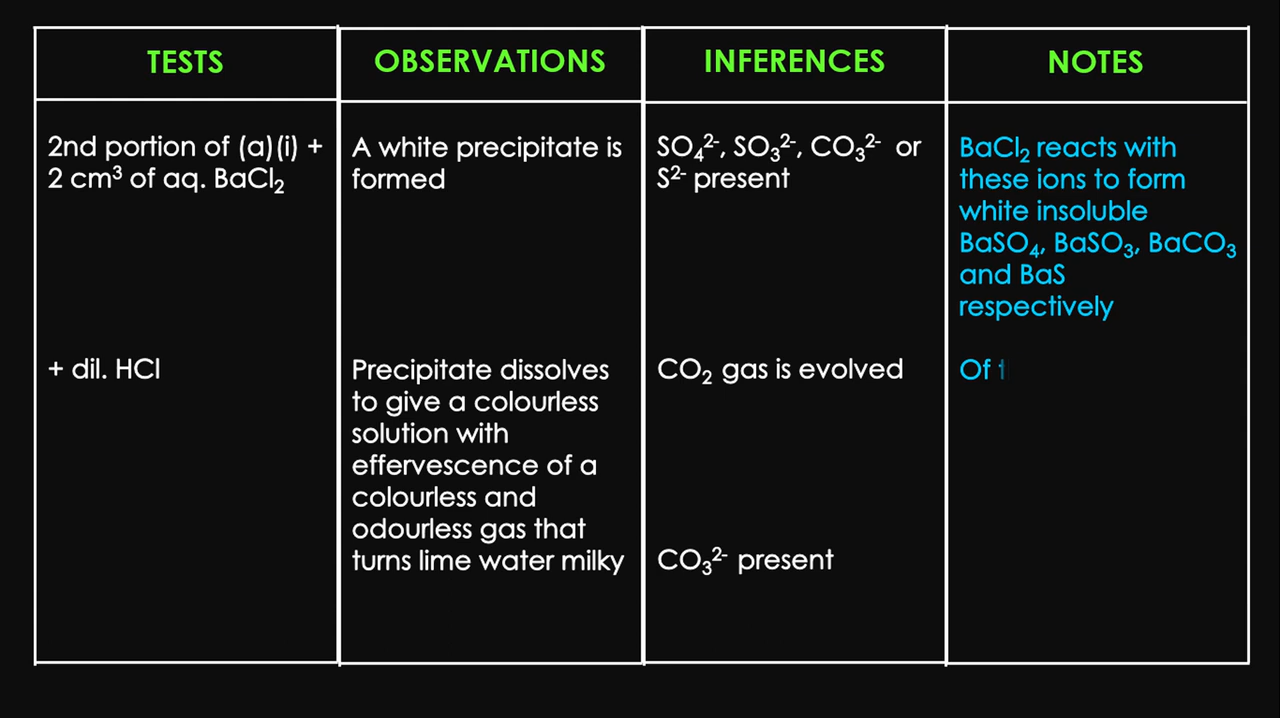 TESTS
OBSERVATIONS
INFERENCES
NOTES
2nd portion of (a)(i) +
2 cm³ of aq. BaCl₂
A white precipitate is
formed
SO₄²⁻, SO₃²⁻, CO₃²⁻ or
S²⁻ present
BaCl₂ reacts with
these ions to form
white insoluble
BaSO₄, BaSO₃, BaCO₃
and BaS
respectively
+ dil. HCl
Precipitate dissolves
to give a colourless
solution with
effervescence of a
colourless and
odourless gas that
turns lime water milky
CO₂ gas is evolved
CO₃²⁻ present
Of